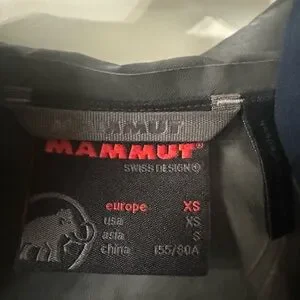 MAMMUT
MAMMUT®
SWISS DESIGN
europe XS
usa XS
asia S
china 155/80A